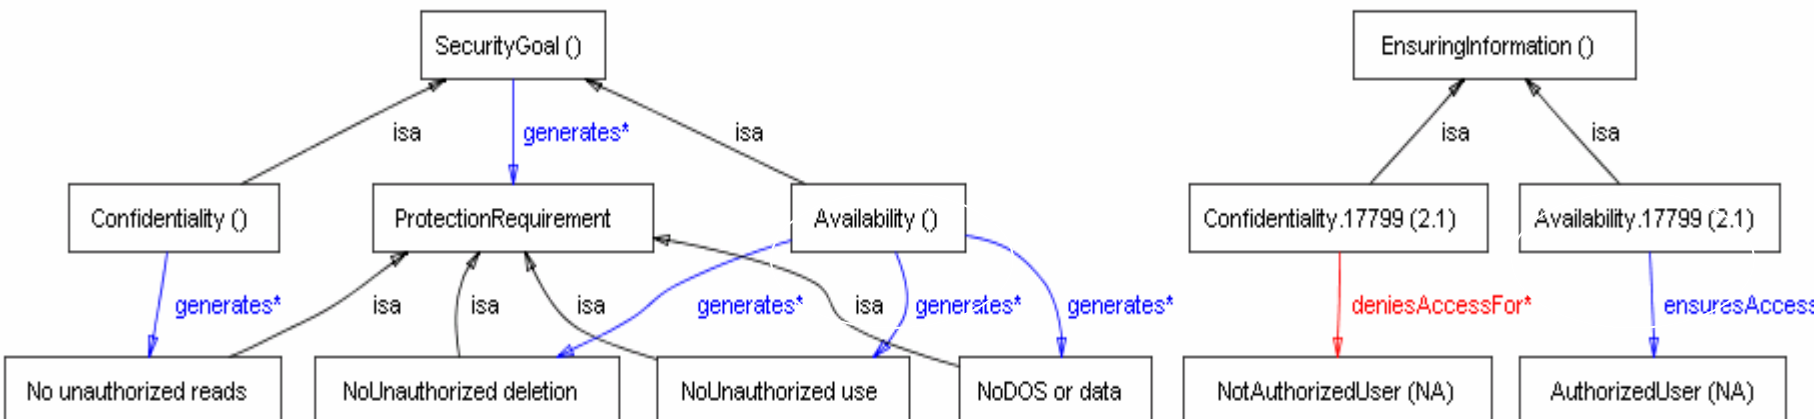 SecurityGoal ()
EnsuringInformation ()
isa
generates*
isa
isa
isa
Confidentiality ()
ProtectionRequirement
Availability ()
Confidentiality.17799 (2.1)
Availability.17799 (2.1)
generates*
isa
isa
isa
generates*
isa
generates*
generates*
deniesAccessFor*
ensuresAccess
No unauthorized reads
NoUnauthorized deletion
NoUnauthorized use
NoDOS or data
NotAuthorizedUser (NA)
AuthorizedUser (NA)